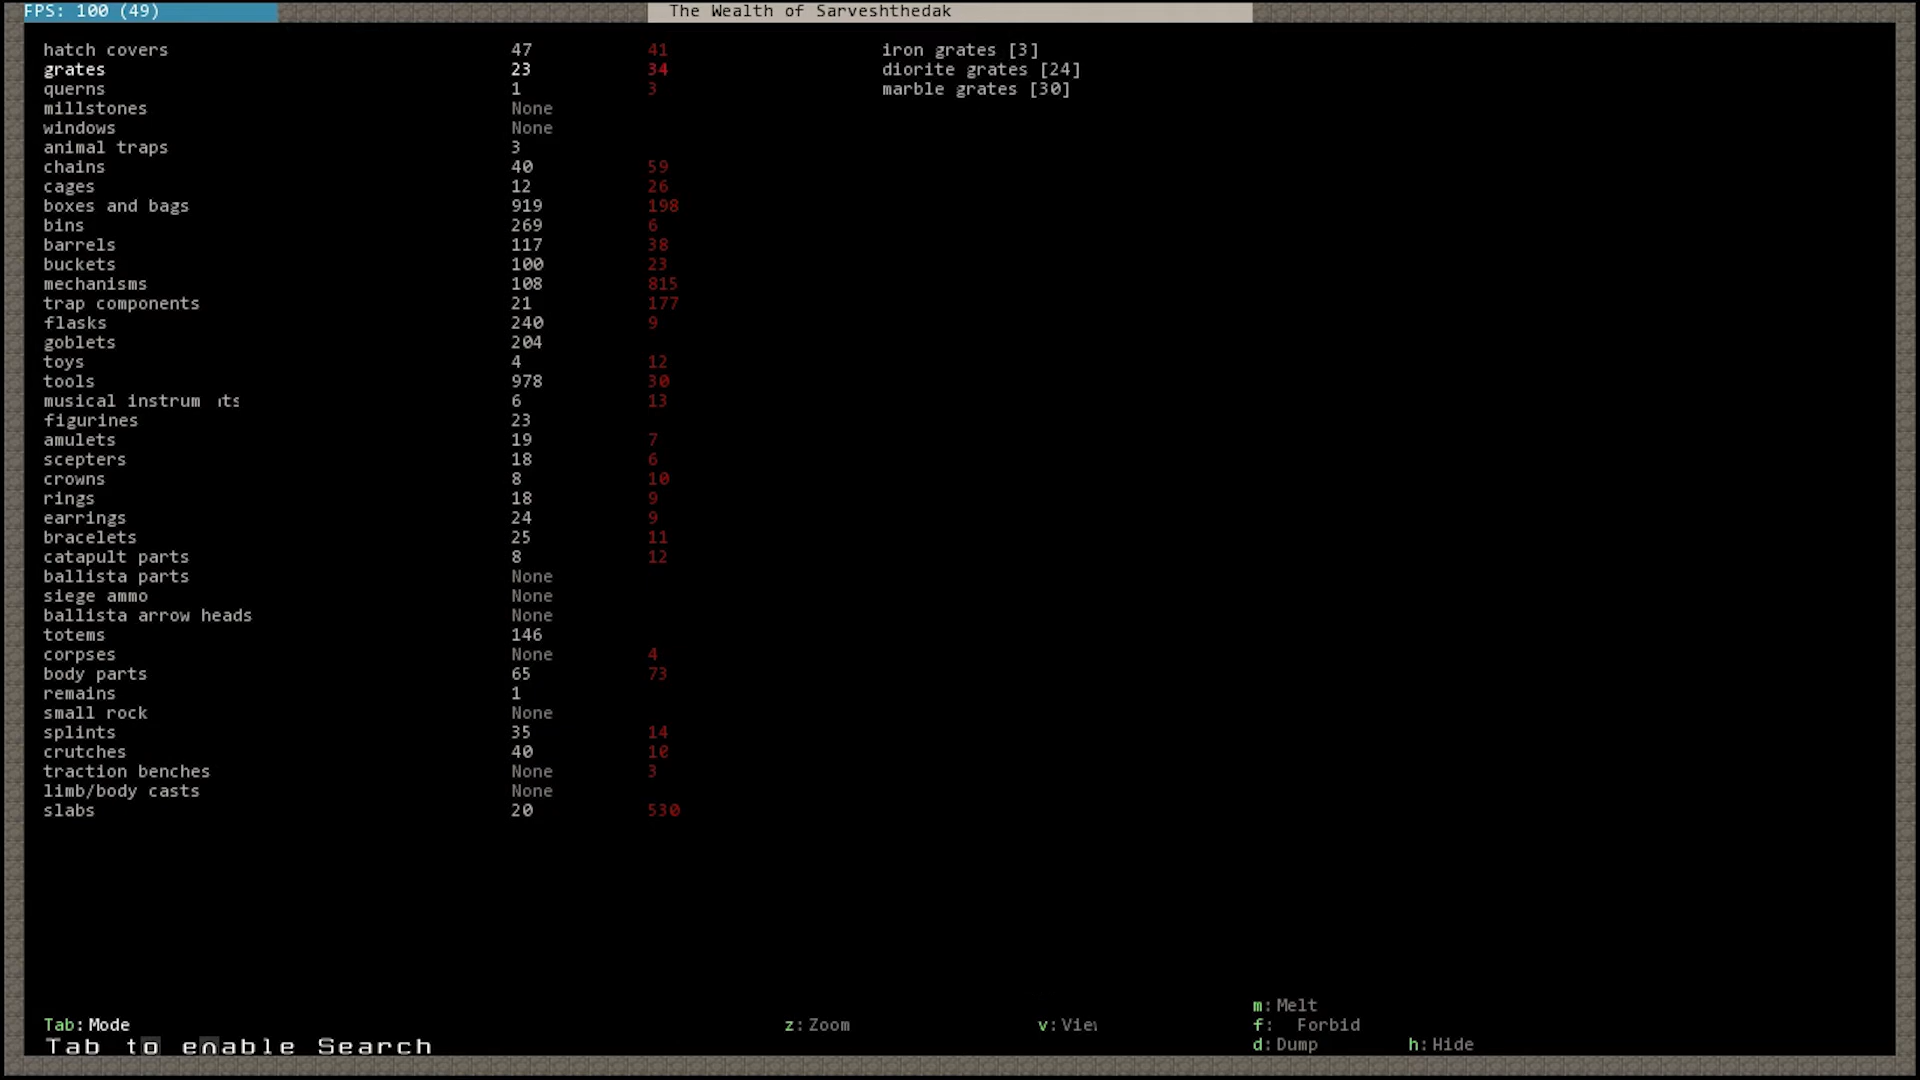 FPS: 100 (49)
The Wealth of Sarveshthedak
hatch covers 47 41 iron grates [3]
grates 23 34 diorite grates [24]
querns 1 3 marble grates [30]
millstones None
windows None
animal traps 3
chains 40 59
cages 12 26
boxes and bags 919 198
bins 269 6
barrels 117 38
buckets 100 23
mechanisms 108 815
trap components 21 177
flasks 240 9
goblets 204
toys 4 12
tools 978 30
musical instrum ts 6 13
figurines 23
amulets 19 7
scepters 18 6
crowns 8 10
rings 18 9
earrings 24 9
bracelets 25 11
catapult parts 8 12
ballista parts None
siege ammo None
ballista arrow heads None
totems 146
corpses None 4
body parts 65 73
remains 1
small rock None
splints 35 14
crutches 40 10
traction benches None 3
limb/body casts None
slabs 20 530
m: Melt
Tab: Mode z: Zoom v: View f: Forbid
Tab to enable Search d: Dump h: Hide